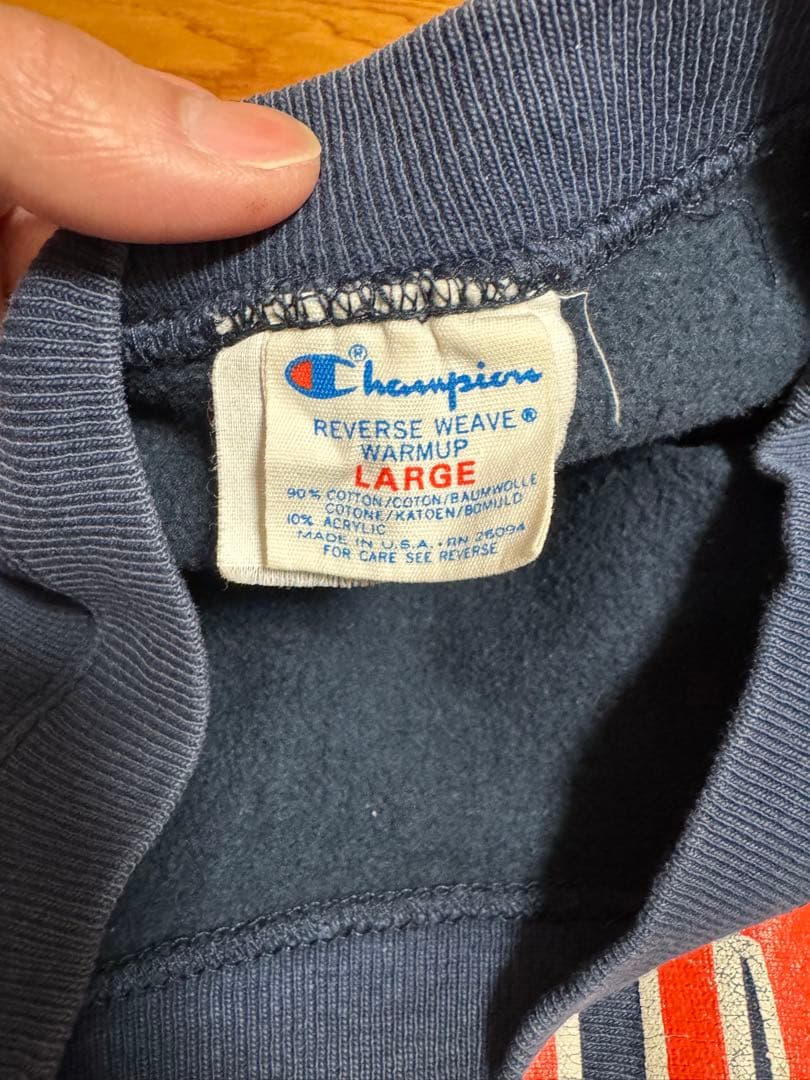 Champion®
REVERSE WEAVE®
WARMUP
LARGE
90% COTTON/COTON/BAUMWOLLE
COTONE/KATOEN/BOMULD
10% ACRYLIC
MADE IN U.S.A. • RN 26094
FOR CARE SEE REVERSE